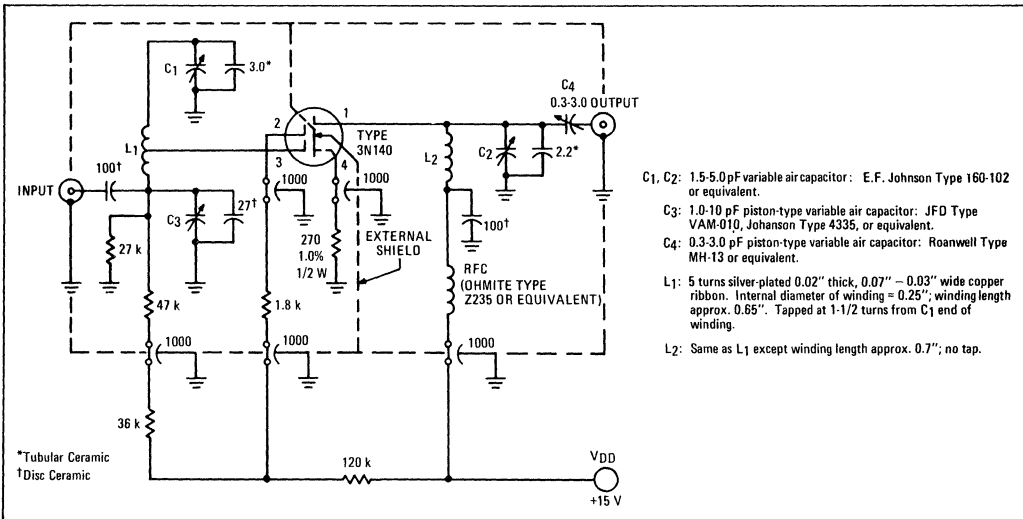 C1
3.0*
C4
0.3-3.0 OUTPUT
1
2
TYPE
3N140
L1
L2
C2
2.2*
3
4
100†
1000
1000
INPUT
C3
27†
100†
27 k
270
1.0%
1/2 W
EXTERNAL
SHIELD
RFC
(OHMITE TYPE
Z235 OR EQUIVALENT)
47 k
1.8 k
1000
1000
1000
36 k
120 k
VDD
+15 V
*Tubular Ceramic
†Disc Ceramic
C1, C2: 1.5-5.0 pF variable air capacitor: E.F. Johnson Type 160-102
or equivalent.
C3: 1.0-10 pF piston-type variable air capacitor: JFD Type
VAM-010, Johanson Type 4335, or equivalent.
C4: 0.3-3.0 pF piston-type variable air capacitor: Roanwell Type
MH-13 or equivalent.
L1: 5 turns silver-plated 0.02" thick, 0.07" – 0.03" wide copper
ribbon. Internal diameter of winding = 0.25"; winding length
approx. 0.65". Tapped at 1-1/2 turns from C1 end of
winding.
L2: Same as L1 except winding length approx. 0.7"; no tap.